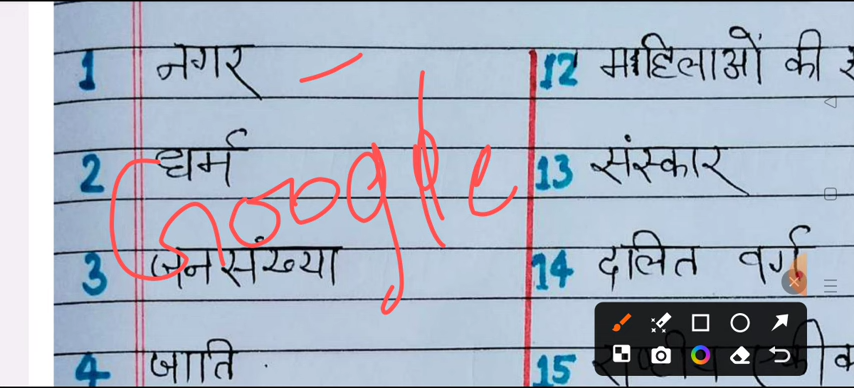 1 नगर
2 धर्म
3 जनसंख्या
4 जाति
Google
12 महिलाओं की
13 संस्कार
14 दलित वर्ग
15